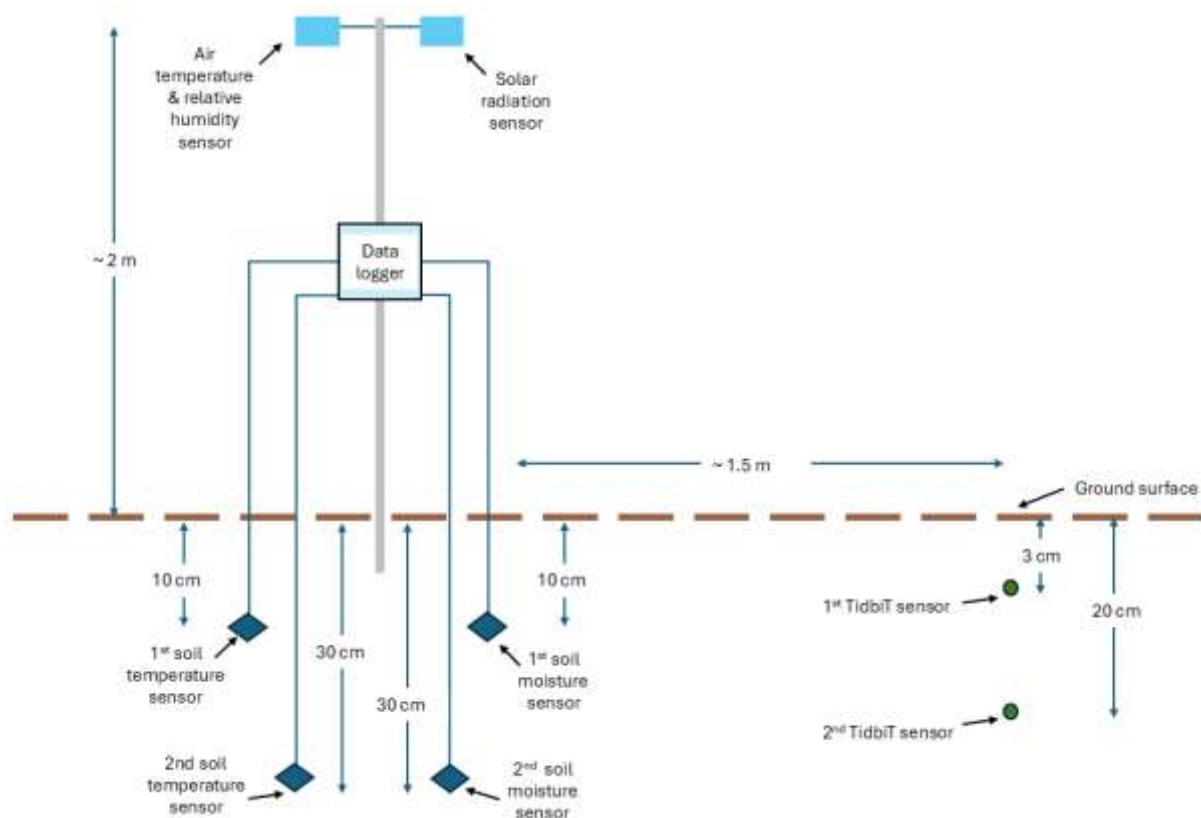 Air
temperature
& relative
humidity
sensor
Solar
radiation
sensor
~ 2 m
Data
logger
~ 1.5 m
Ground surface
10 cm
10 cm
3 cm
1st TidbiT sensor
20 cm
1st soil
temperature
sensor
30 cm
30 cm
1st soil
moisture
sensor
2nd TidbiT sensor
2nd soil
temperature
sensor
2nd soil
moisture
sensor